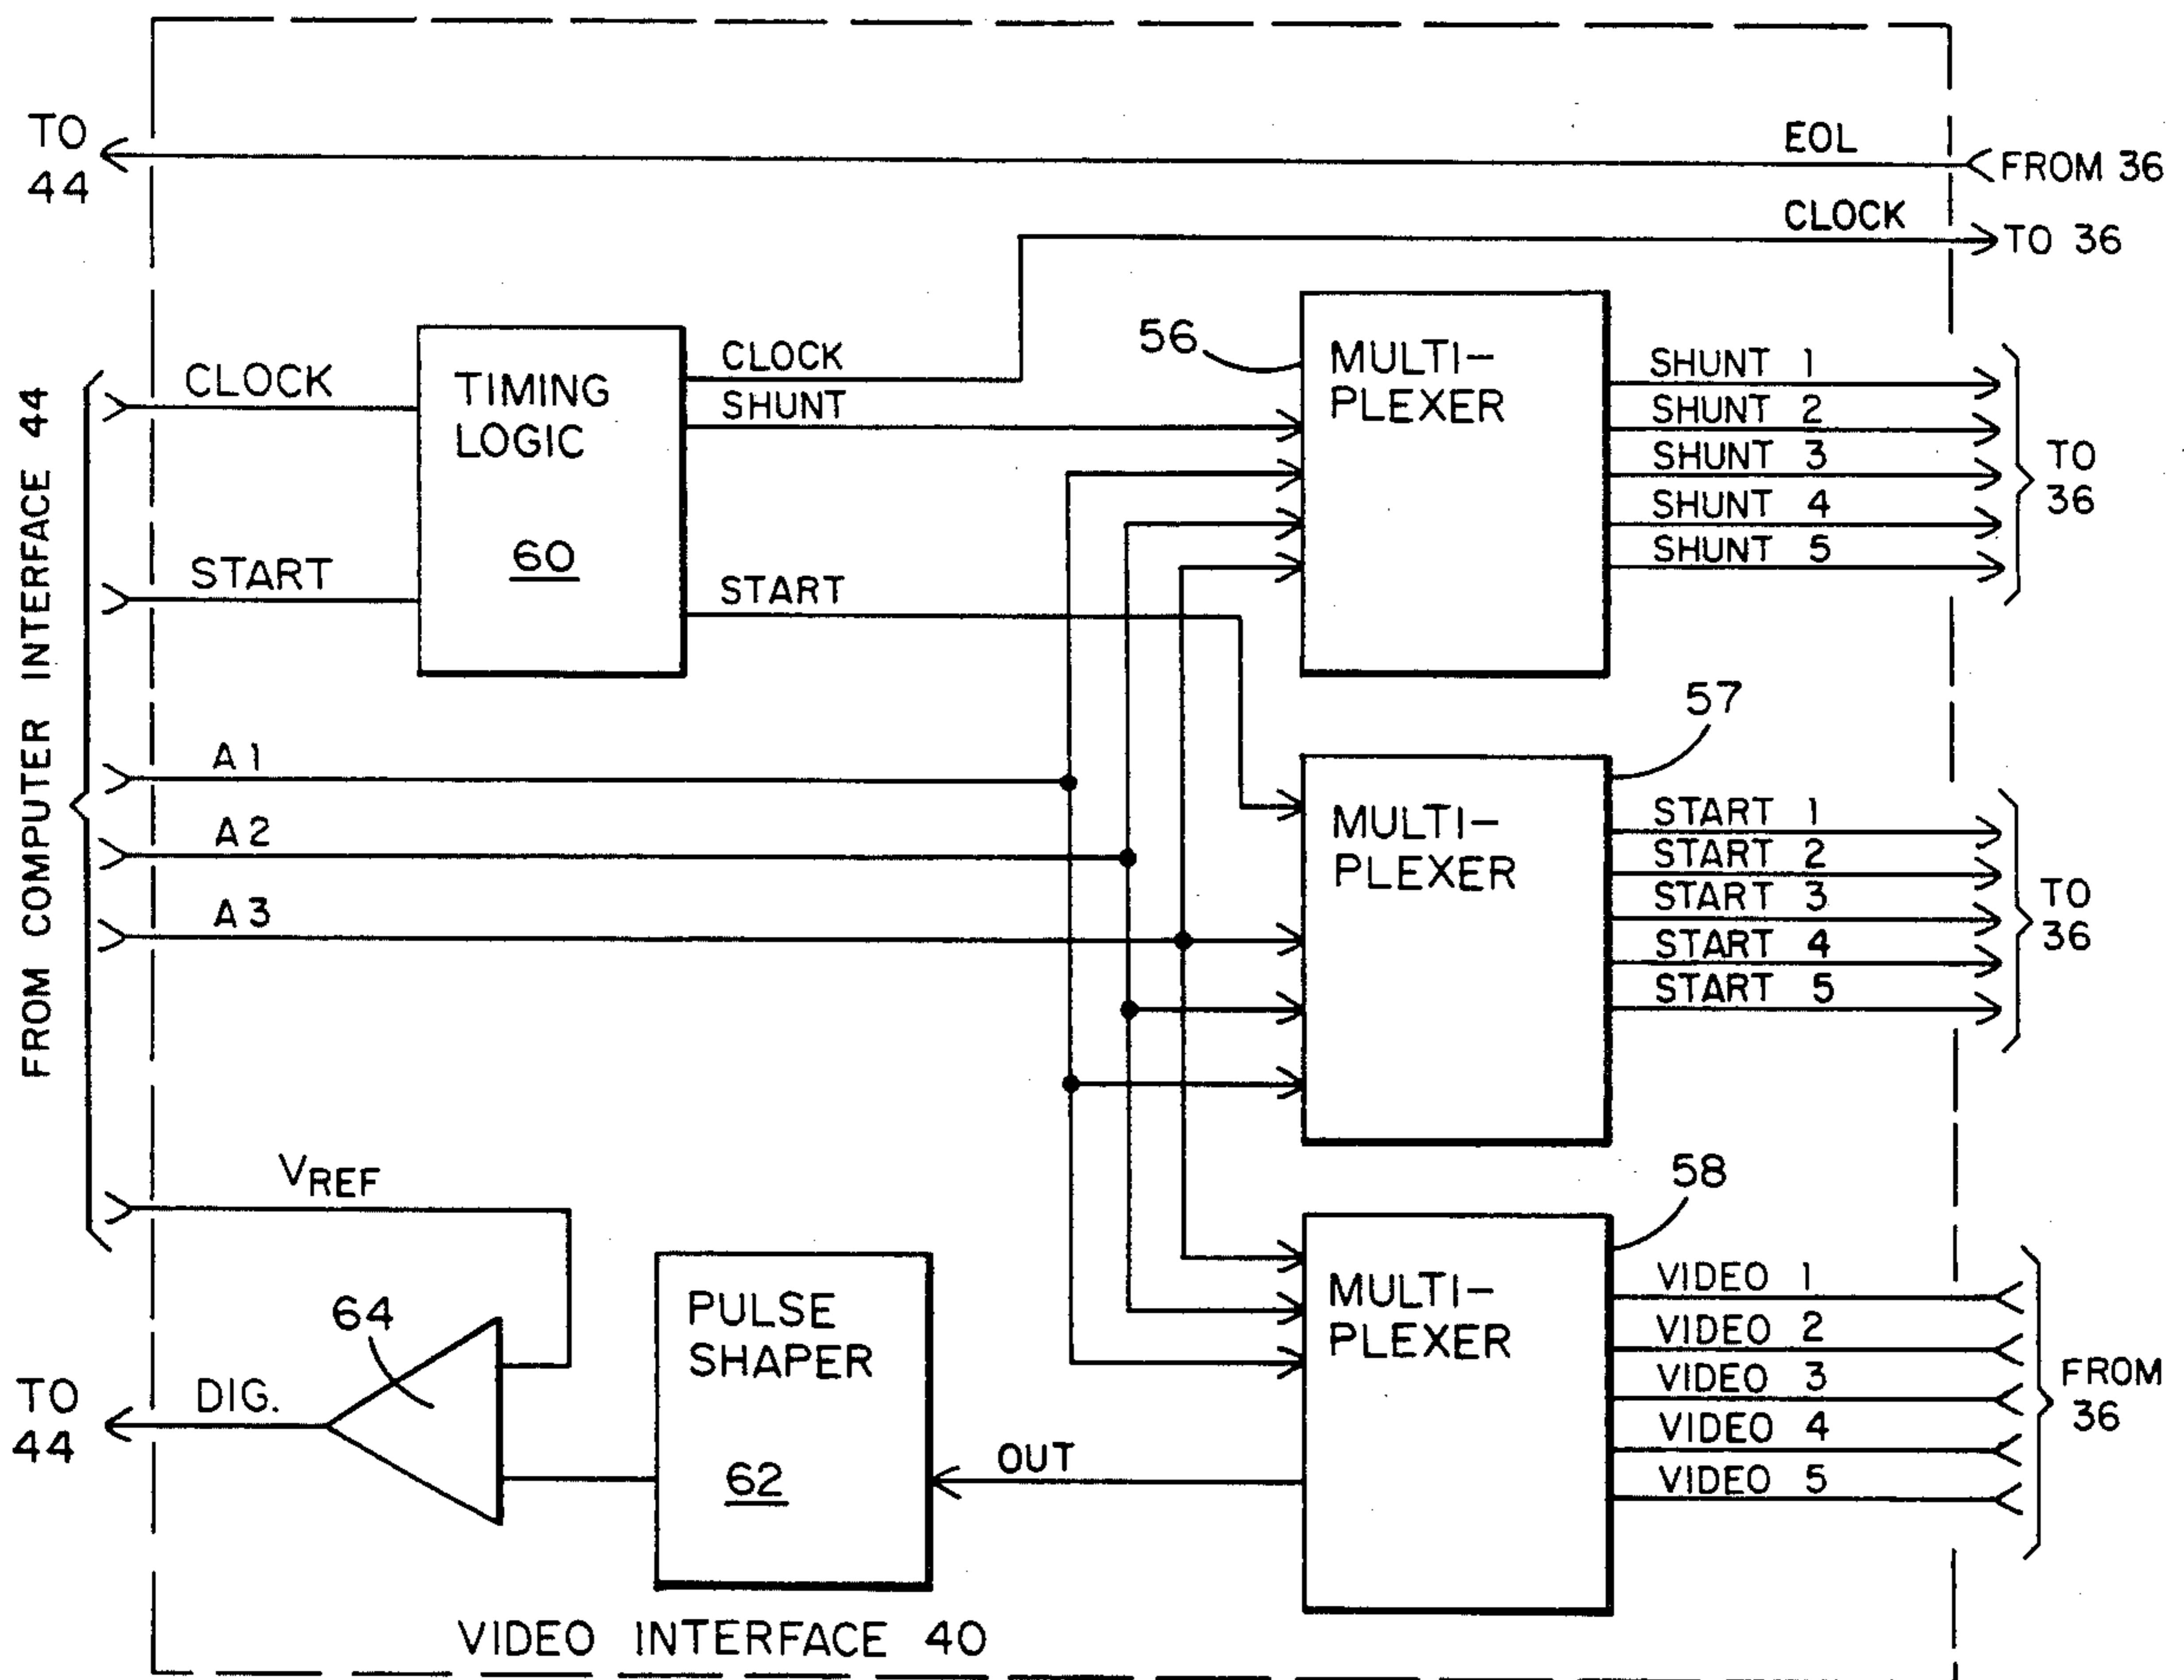 TO
44
EOL
FROM 36
CLOCK
TO 36
FROM COMPUTER INTERFACE 44
CLOCK
START
TIMING
LOGIC
60
CLOCK
SHUNT
START
56
MULTI-
PLEXER
SHUNT 1
SHUNT 2
SHUNT 3
SHUNT 4
SHUNT 5
TO
36
A1
A2
A3
57
MULTI-
PLEXER
START 1
START 2
START 3
START 4
START 5
TO
36
VREF
64
TO
44
DIG.
PULSE
SHAPER
62
OUT
58
MULTI-
PLEXER
VIDEO 1
VIDEO 2
VIDEO 3
VIDEO 4
VIDEO 5
FROM
36
VIDEO INTERFACE 40